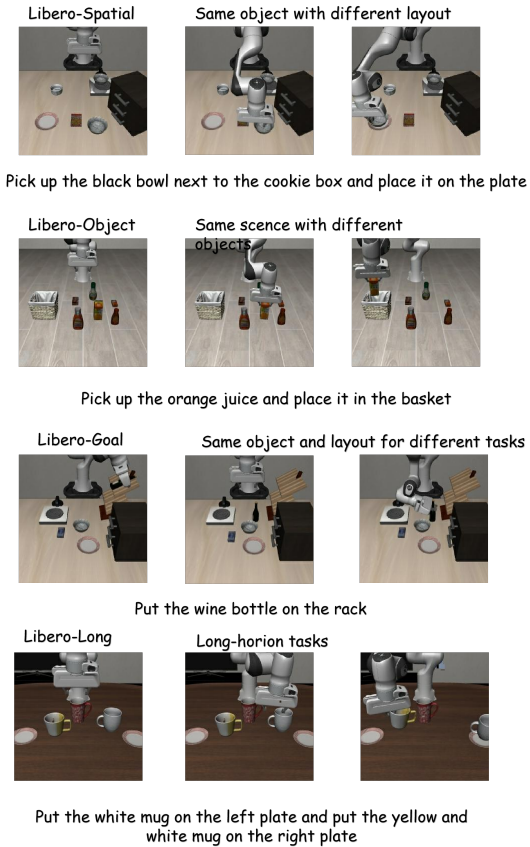 Libero-Spatial
Same object with different layout
Pick up the black bowl next to the cookie box and place it on the plate
Libero-Object
Same scence with different
objects
Pick up the orange juice and place it in the basket
Libero-Goal
Same object and layout for different tasks
Put the wine bottle on the rack
Libero-Long
Long-horion tasks
Put the white mug on the left plate and put the yellow and
white mug on the right plate